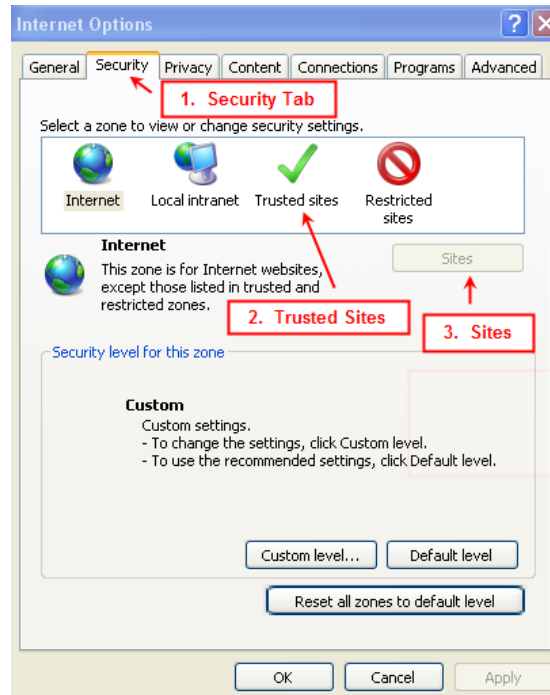 Internet Options
General Security Privacy Content Connections Programs Advanced
1. Security Tab
Select a zone to view or change security settings.
Internet Local intranet Trusted sites Restricted
sites
Internet
Sites
This zone is for Internet websites,
except those listed in trusted and
restricted zones.
2. Trusted Sites
3. Sites
Security level for this zone
Custom
Custom settings.
- To change the settings, click Custom level.
- To use the recommended settings, click Default level.
Custom level... Default level
Reset all zones to default level
OK Cancel Apply